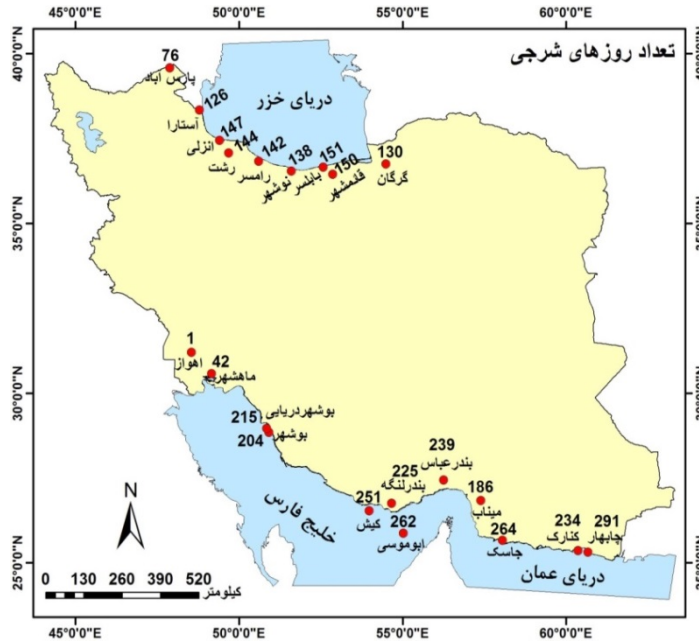 45°0'0"E 50°0'0"E 55°0'0"E 60°0'0"E
تعداد روزهای شرجی
40°0'0"N
76
پارس آباد
دریای خزر
126
آستارا
147
انزلی
144
رشت
142
رامسر
138
نوشهر
151
بابلسر
150
قائمشهر
130
گرگان
35°0'0"N
1
اهواز
42
ماهشهر
30°0'0"N
بوشهردریایی
215
204
بوشهر
239
بندرعباس
225
بندرلنگه
186
میناب
251
کیش
262
ابوموسی
264
جاسک
234
کنارک
291
چابهار
خلیج فارس
دریای عمان
25°0'0"N
N
0 130 260 390 520
کیلومتر
45°0'0"E 50°0'0"E 55°0'0"E 60°0'0"E